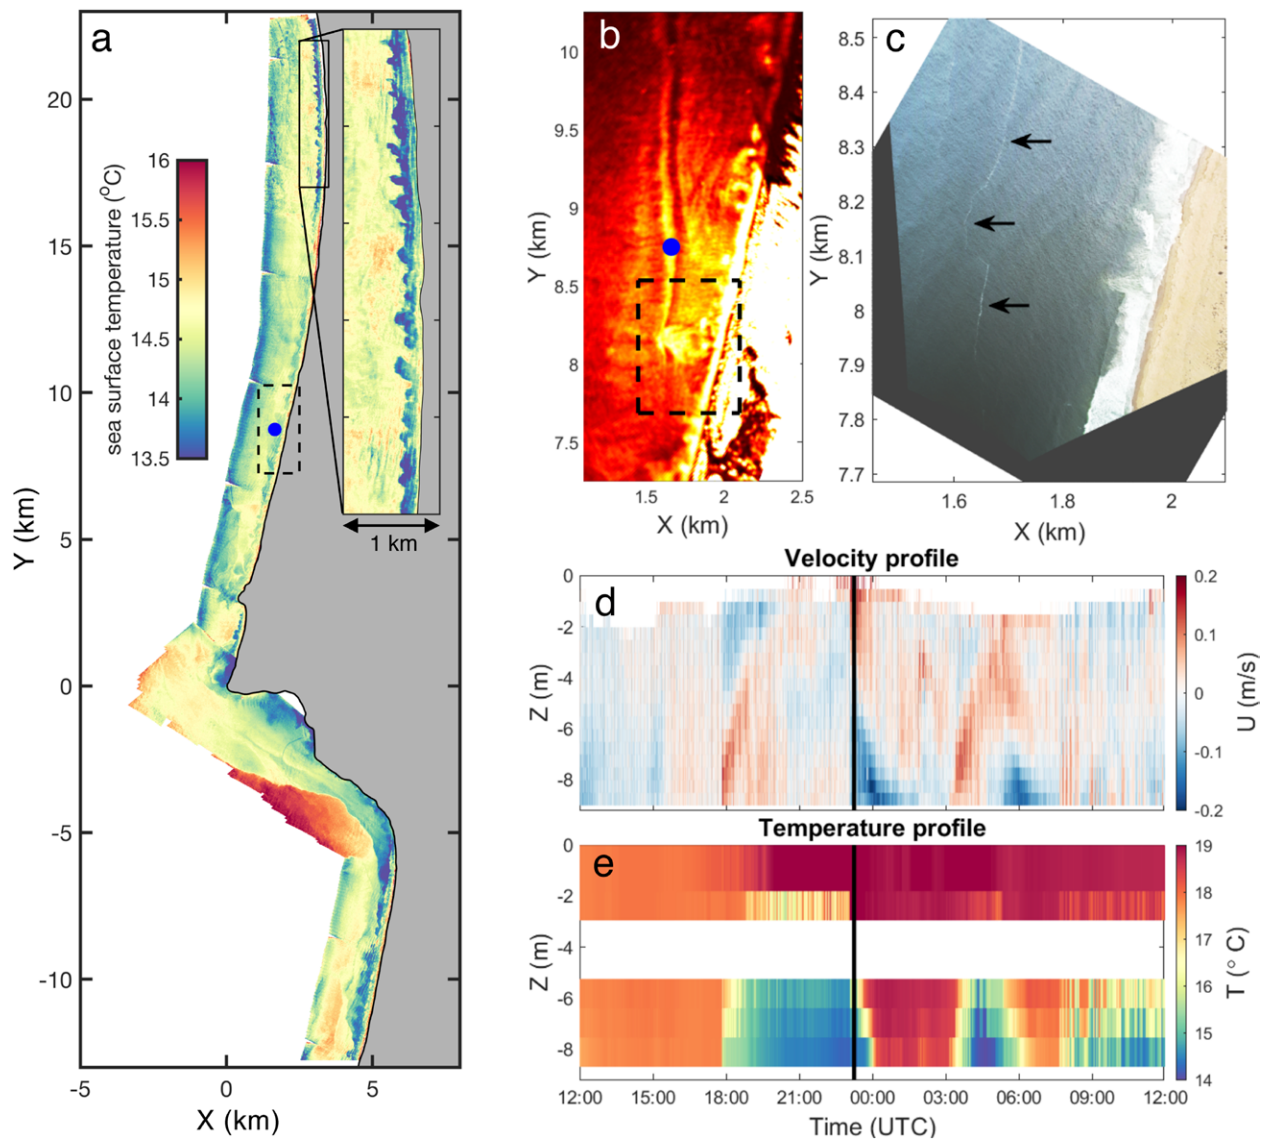 a
20
15
10
5
0
-5
-10
-5
0
5
X (km)
Y (km)
sea surface temperature (°C)
16
15.5
15
14.5
14
13.5
1 km
b
10
9.5
9
8.5
8
7.5
1.5
2
2.5
X (km)
Y (km)
c
8.5
8.4
8.3
8.2
8.1
8
7.9
7.8
7.7
1.6
1.8
2
X (km)
Y (km)
Velocity profile
d
0
-2
-4
-6
-8
Z (m)
0.2
0.1
0
-0.1
-0.2
U (m/s)
Temperature profile
e
0
-2
-4
-6
-8
Z (m)
19
18
17
16
15
14
T (° C)
12:00 15:00 18:00 21:00 00:00 03:00 06:00 09:00 12:00
Time (UTC)